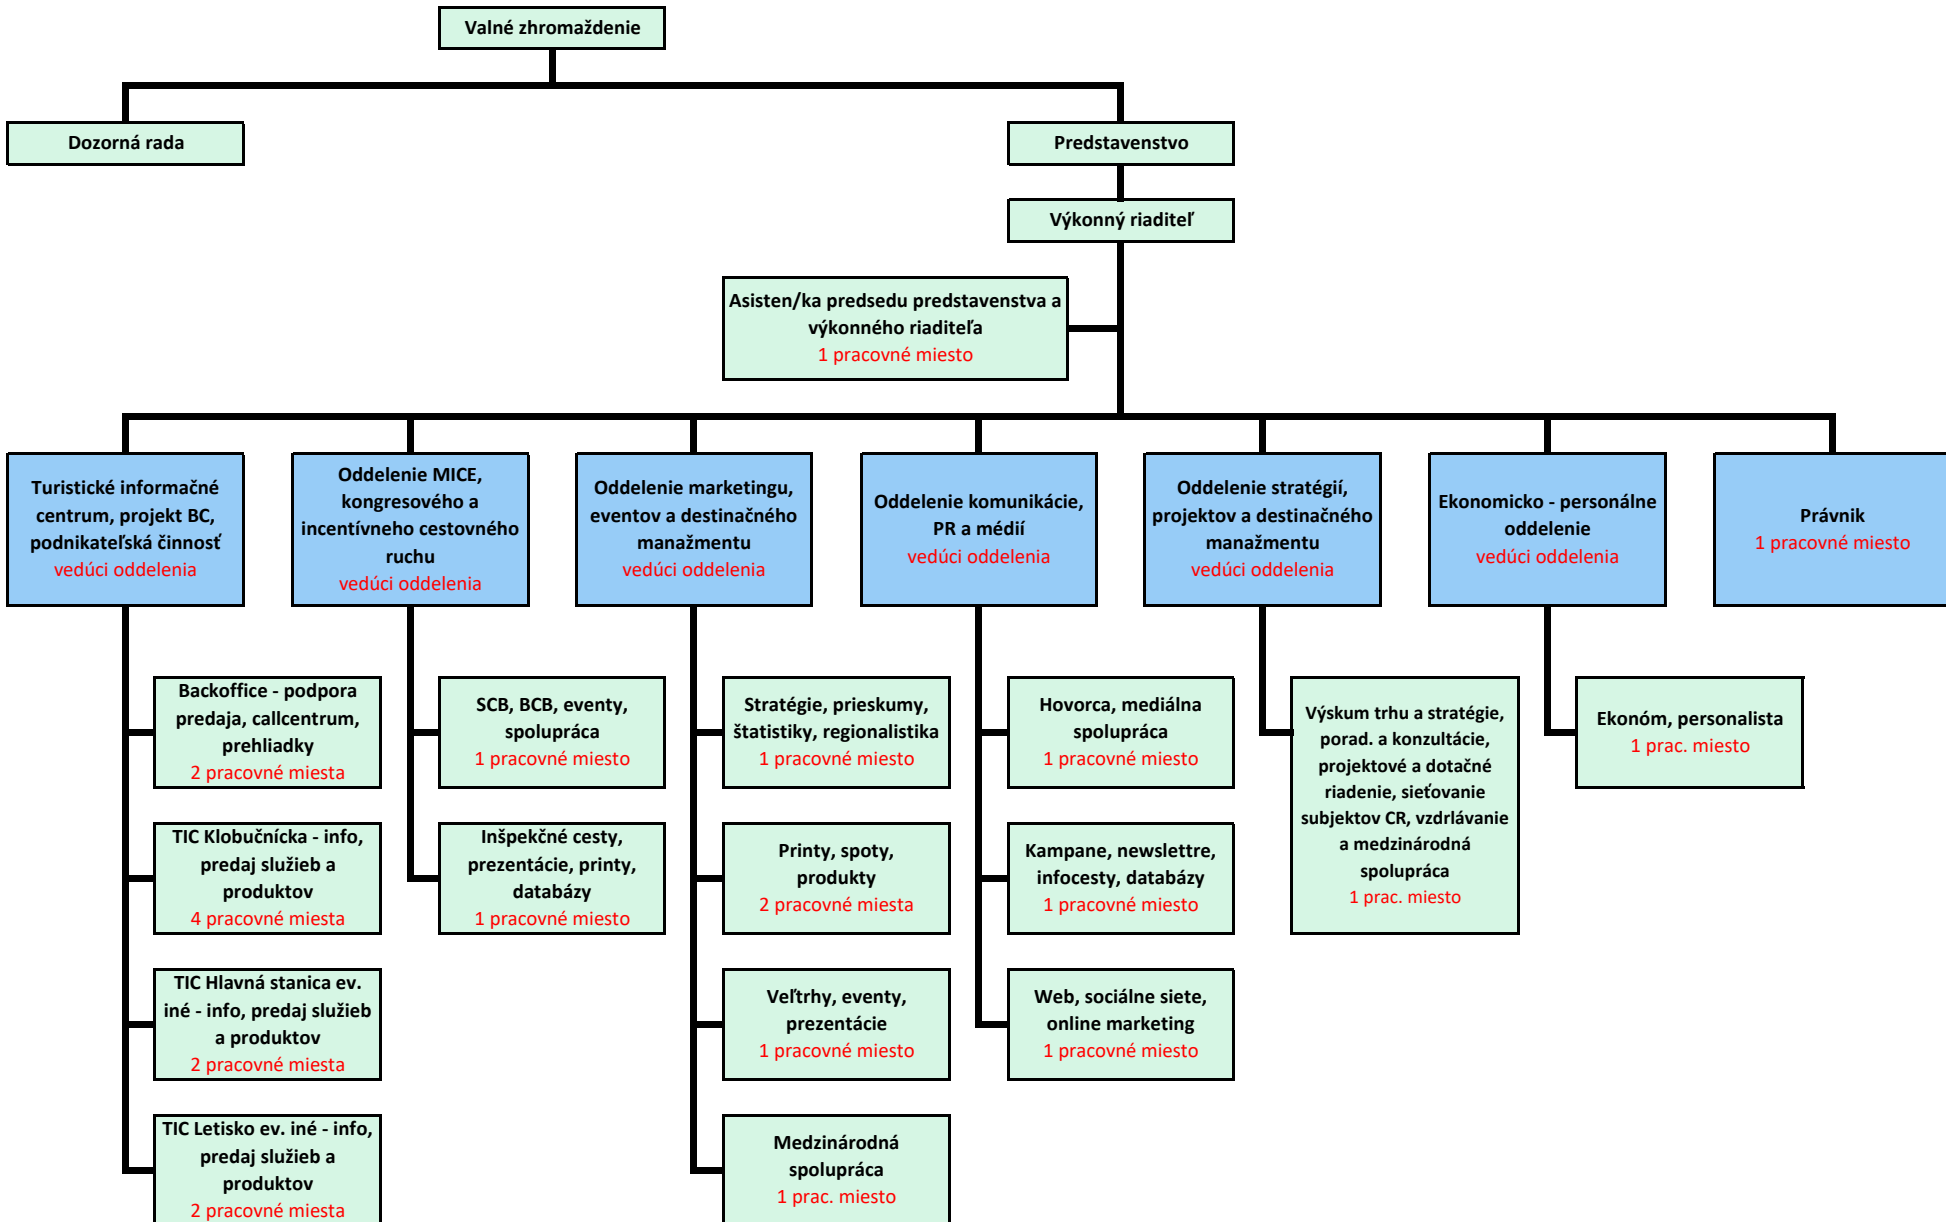 Valné zhromaždenie
Dozorná rada
Predstavenstvo
Výkonný riaditeľ
Asisten/ka predsedu predstavenstva a
výkonného riaditeľa
1 pracovné miesto
Turistické informačné
centrum, projekt BC,
podnikateľská činnosť
vedúci oddelenia
Oddelenie MICE,
kongresového a
incentívneho cestovného
ruchu
vedúci oddelenia
Oddelenie marketingu,
eventov a destinačného
manažmentu
vedúci oddelenia
Oddelenie komunikácie,
PR a médií
vedúci oddelenia
Oddelenie stratégií,
projektov a destinačného
manažmentu
vedúci oddelenia
Ekonomicko - personálne
oddelenie
vedúci oddelenia
Právnik
1 pracovné miesto
Backoffice - podpora
predaja, callcentrum,
prehliadky
2 pracovné miesta
SCB, BCB, eventy,
spolupráca
1 pracovné miesto
Stratégie, prieskumy,
štatistiky, regionalistika
1 pracovné miesto
Hovorca, mediálna
spolupráca
1 pracovné miesto
Výskum trhu a stratégie,
porad. a konzultácie,
projektové a dotačné
riadenie, sieťovanie
subjektov CR, vzdrlávanie
a medzinárodná
spolupráca
1 prac. miesto
Ekonóm, personalista
1 prac. miesto
TIC Klobučnícka - info,
predaj služieb a
produktov
4 pracovné miesta
Inšpekčné cesty,
prezentácie, printy,
databázy
1 pracovné miesto
Printy, spoty,
produkty
2 pracovné miesta
Kampane, newslettre,
infocesty, databázy
1 pracovné miesto
TIC Hlavná stanica ev.
iné - info, predaj služieb
a produktov
2 pracovné miesta
Veľtrhy, eventy,
prezentácie
1 pracovné miesto
Web, sociálne siete,
online marketing
1 pracovné miesto
TIC Letisko ev. iné - info,
predaj služieb a
produktov
2 pracovné miesta
Medzinárodná
spolupráca
1 prac. miesto